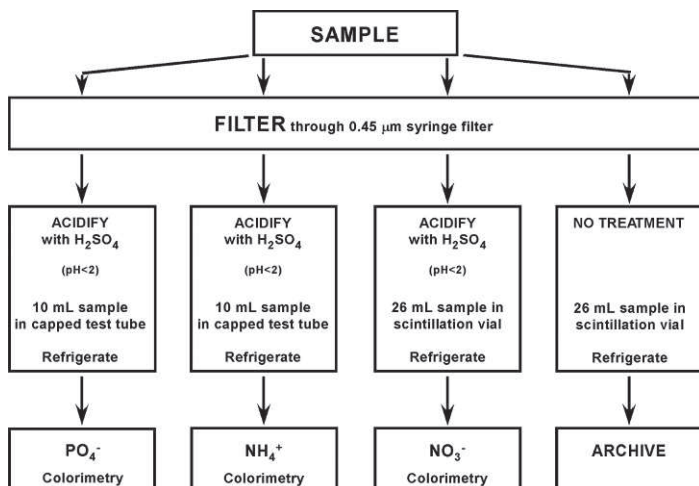 SAMPLE
FILTER through 0.45 μm syringe filter
ACIDIFY
with H₂SO₄
(pH<2)
10 mL sample
in capped test tube
Refrigerate
ACIDIFY
with H₂SO₄
(pH<2)
10 mL sample
in capped test tube
Refrigerate
ACIDIFY
with H₂SO₄
(pH<2)
26 mL sample in
scintillation vial
Refrigerate
NO TREATMENT
26 mL sample in
scintillation vial
Refrigerate
PO₄⁻
Colorimetry
NH₄⁺
Colorimetry
NO₃⁻
Colorimetry
ARCHIVE